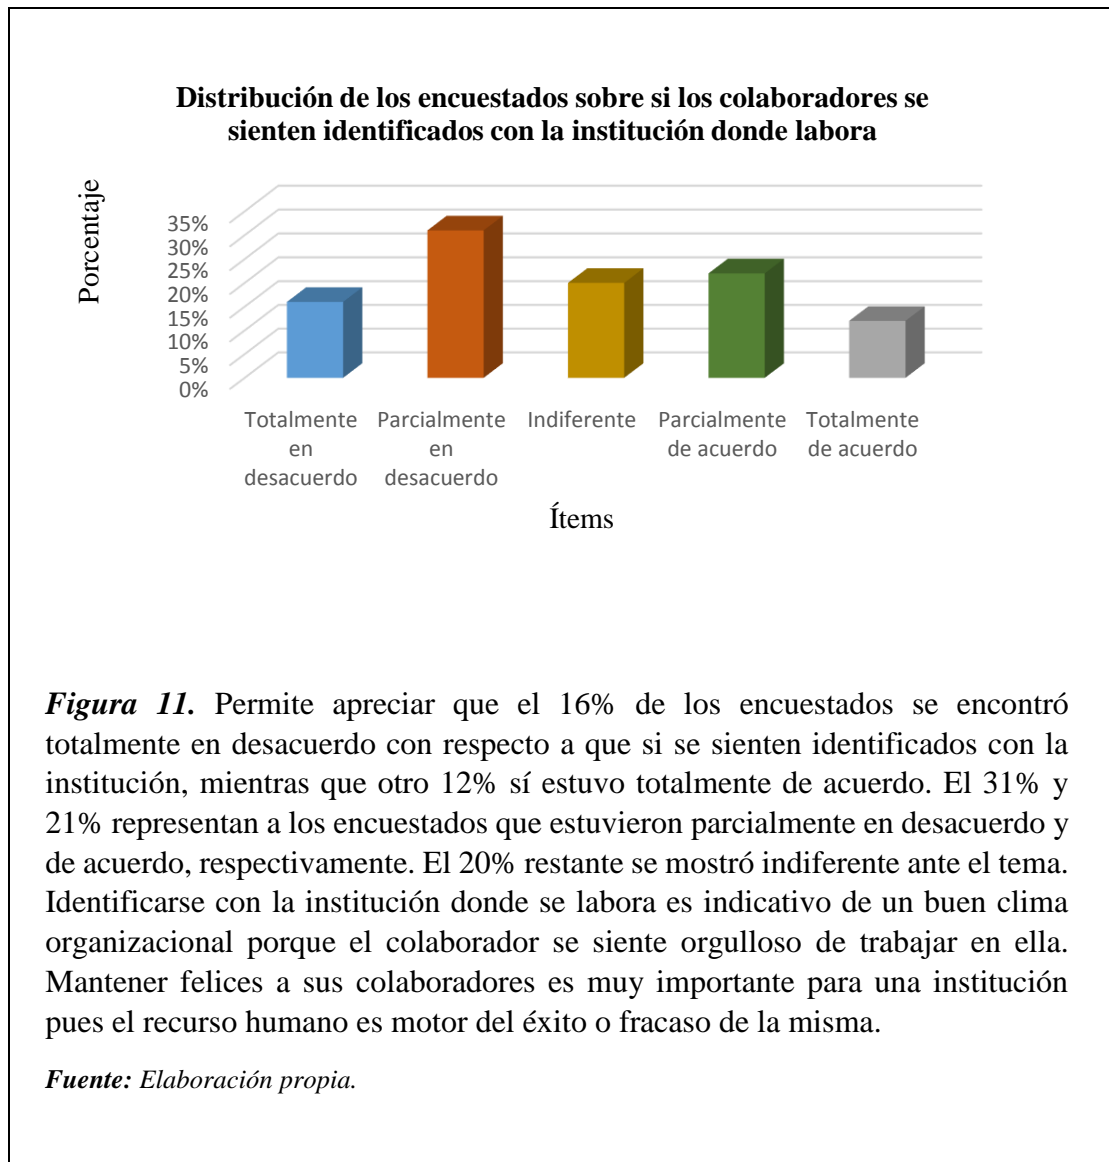 Distribución de los encuestados sobre si los colaboradores se
sienten identificados con la institución donde labora
Porcentaje
35%
30%
25%
20%
15%
10%
5%
0%
Totalmente
en
desacuerdo
Parcialmente
en
desacuerdo
Indiferente
Parcialmente
de acuerdo
Totalmente
de acuerdo
Ítems
Figura 11. Permite apreciar que el 16% de los encuestados se encontró
totalmente en desacuerdo con respecto a que si se sienten identificados con la
institución, mientras que otro 12% sí estuvo totalmente de acuerdo. El 31% y
21% representan a los encuestados que estuvieron parcialmente en desacuerdo y
de acuerdo, respectivamente. El 20% restante se mostró indiferente ante el tema.
Identificarse con la institución donde se labora es indicativo de un buen clima
organizacional porque el colaborador se siente orgulloso de trabajar en ella.
Mantener felices a sus colaboradores es muy importante para una institución
pues el recurso humano es motor del éxito o fracaso de la misma.
Fuente: Elaboración propia.